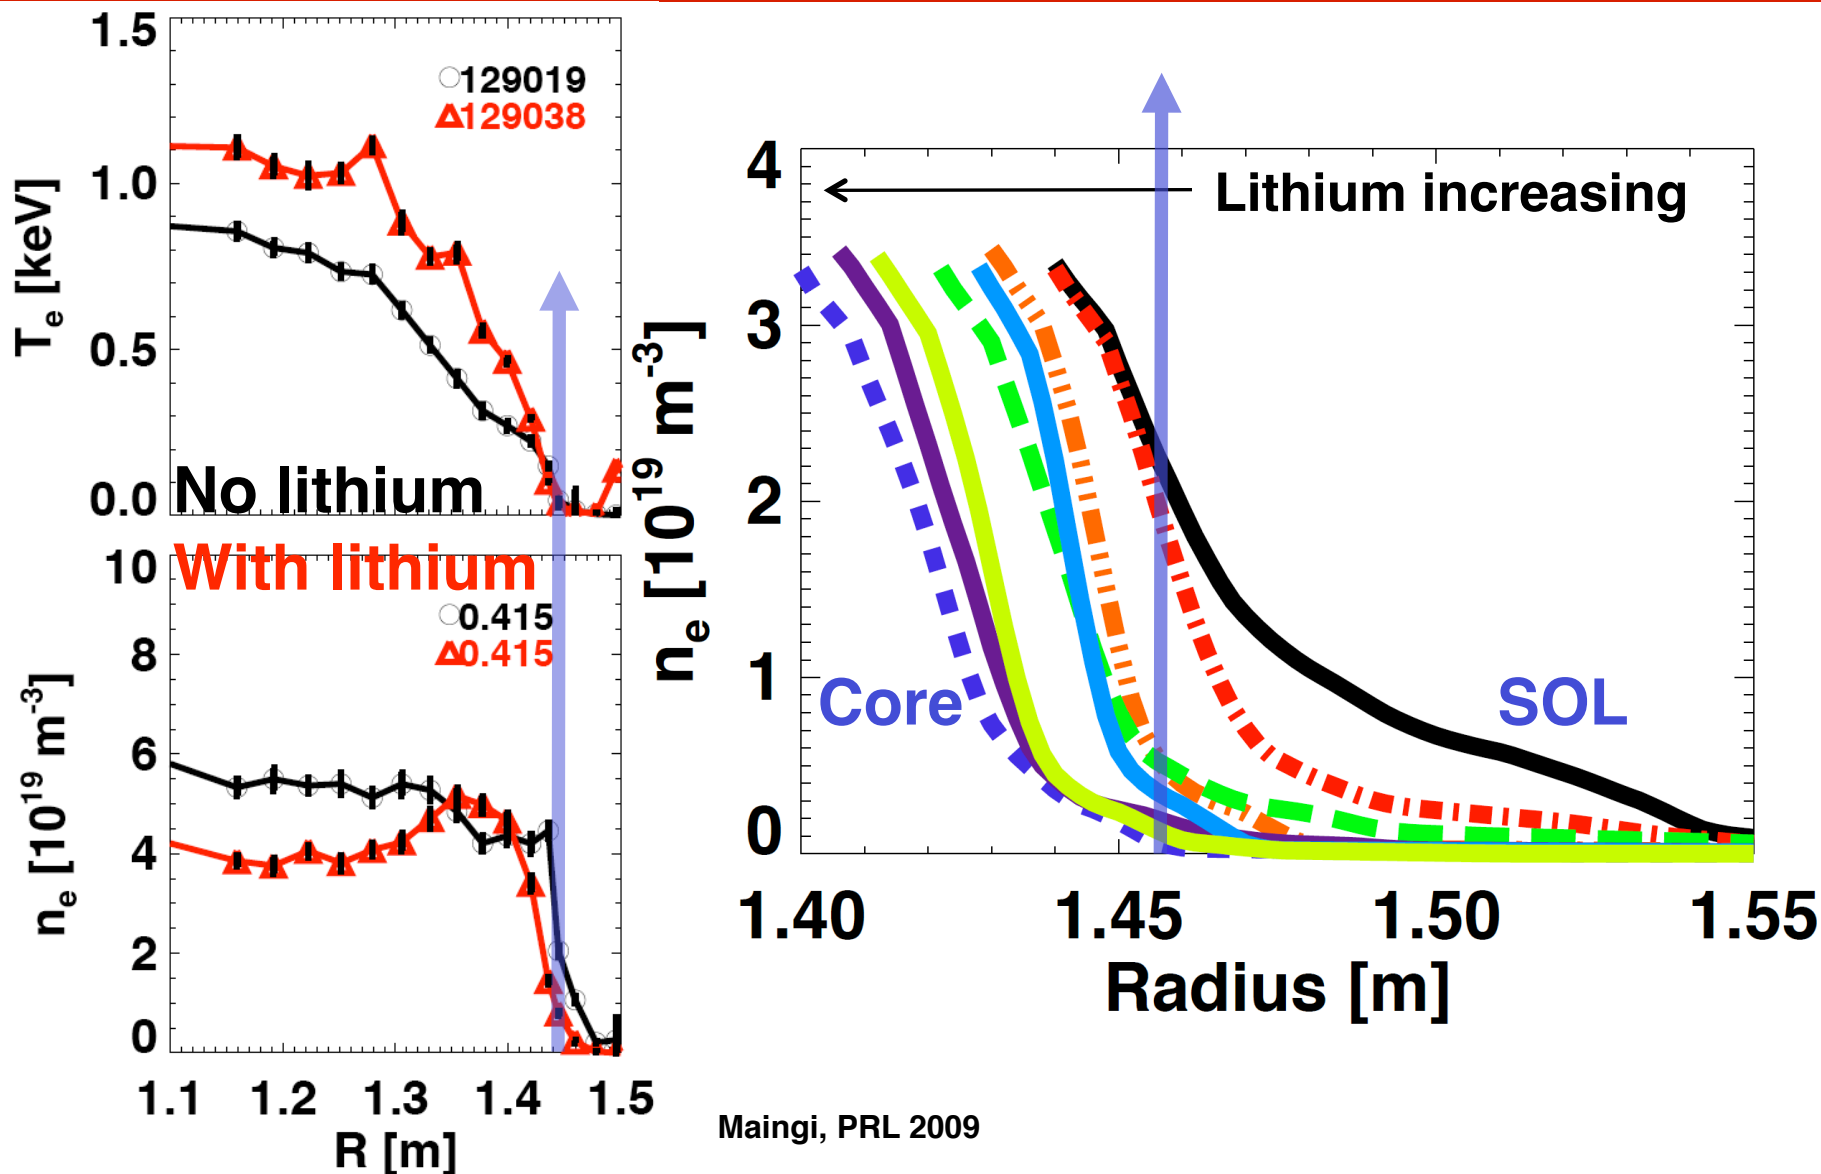 1.5
1.0
0.5
0.0
T_e [keV]
129019
129038
No lithium
With lithium
10
8
6
4
2
0
n_e [10^19 m^-3]
0.415
0.415
1.1 1.2 1.3 1.4 1.5
R [m]
4
3
2
1
0
n_e [10^19 m^-3]
Lithium increasing
Core
SOL
1.40 1.45 1.50 1.55
Radius [m]
Maingi, PRL 2009